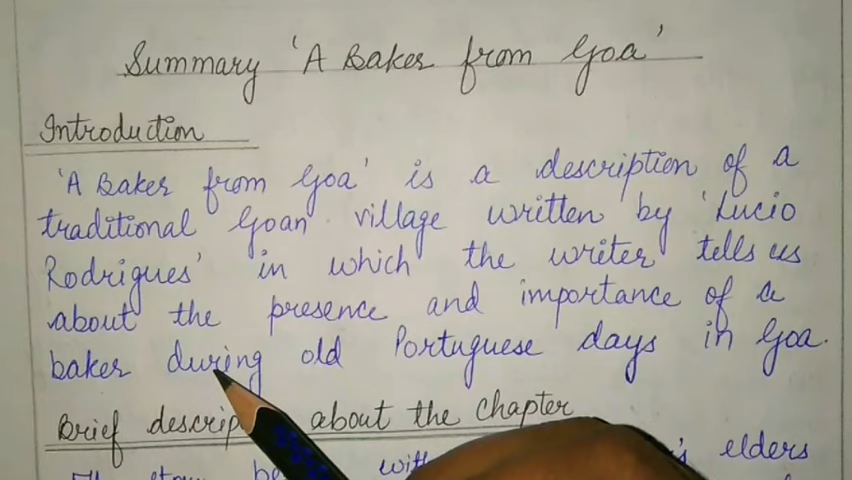 Summary 'A Baker from Goa'
Introduction
'A Baker from Goa' is a description of a
traditional Goan village written by 'Lucio
Rodrigues' in which the writer tells us
about the presence and importance of a
baker during old Portuguese days in Goa.
Brief about the chapter
elders